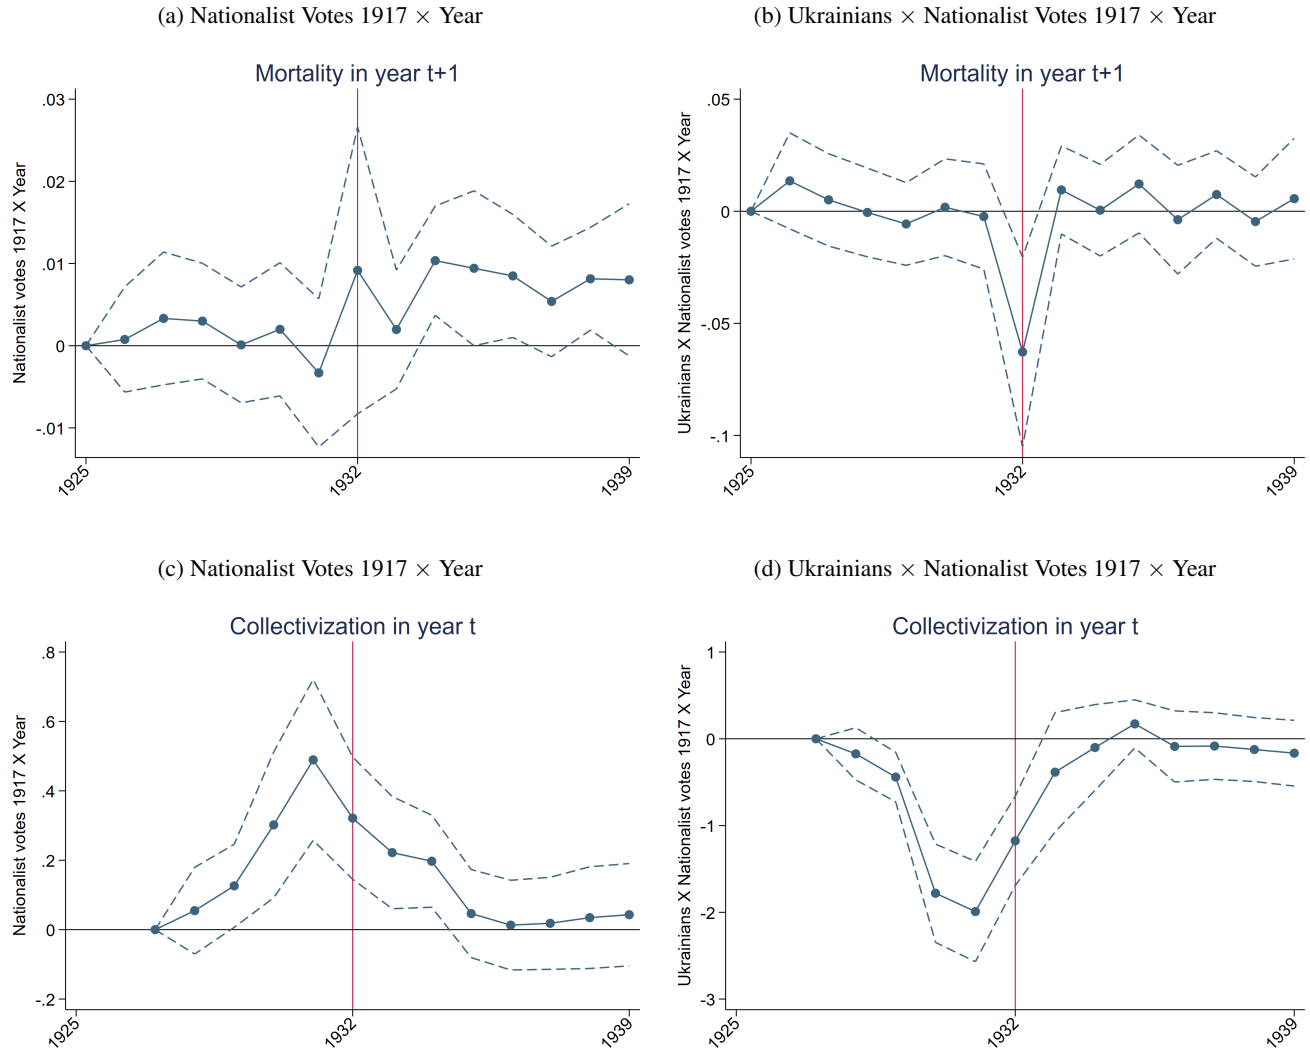 (a) Nationalist Votes 1917 × Year
Mortality in year t+1
Nationalist votes 1917 X Year
.03
.02
.01
0
-.01
1925
1932
1939
(b) Ukrainians × Nationalist Votes 1917 × Year
Mortality in year t+1
Ukrainians X Nationalist votes 1917 X Year
.05
0
-.05
-.1
1925
1932
1939
(c) Nationalist Votes 1917 × Year
Collectivization in year t
Nationalist votes 1917 X Year
.8
.6
.4
.2
0
-.2
1925
1932
1939
(d) Ukrainians × Nationalist Votes 1917 × Year
Collectivization in year t
Ukrainians X Nationalist votes 1917 X Year
1
0
-1
-2
-3
1925
1932
1939